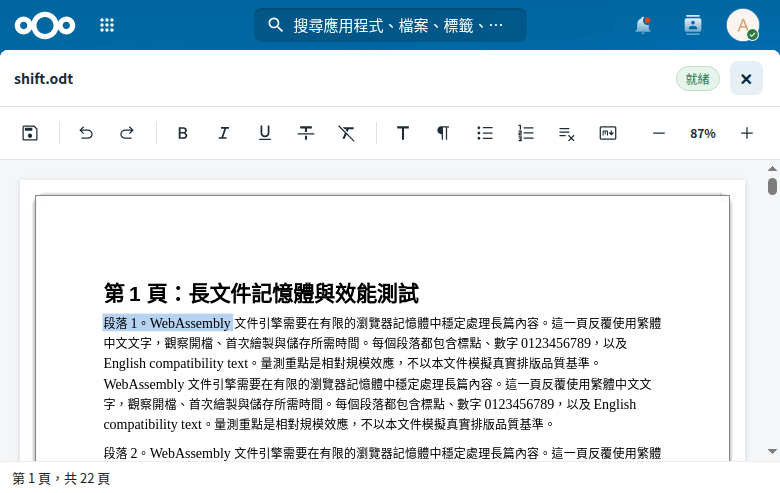 搜尋應用程式、檔案、標籤、…
A
shift.odt
就緒
87%
第 1 頁：長文件記憶體與效能測試
段落 1。WebAssembly 文件引擎需要在有限的瀏覽器記憶體中穩定處理長篇內容。這一頁反覆使用繁體
中文文字，觀察開檔、首次繪製與儲存所需時間。每個段落都包含標點、數字 0123456789，以及
English compatibility text。量測重點是相對規模效應，不以本文件模擬真實排版品質基準。
WebAssembly 文件引擎需要在有限的瀏覽器記憶體中穩定處理長篇內容。這一頁反覆使用繁體中文文
字，觀察開檔、首次繪製與儲存所需時間。每個段落都包含標點、數字 0123456789，以及 English
compatibility text。量測重點是相對規模效應，不以本文件模擬真實排版品質基準。
段落 2。WebAssembly 文件引擎需要在有限的瀏覽器記憶體中穩定處理長篇內容。這一頁反覆使用繁體
第 1 頁，共 22 頁